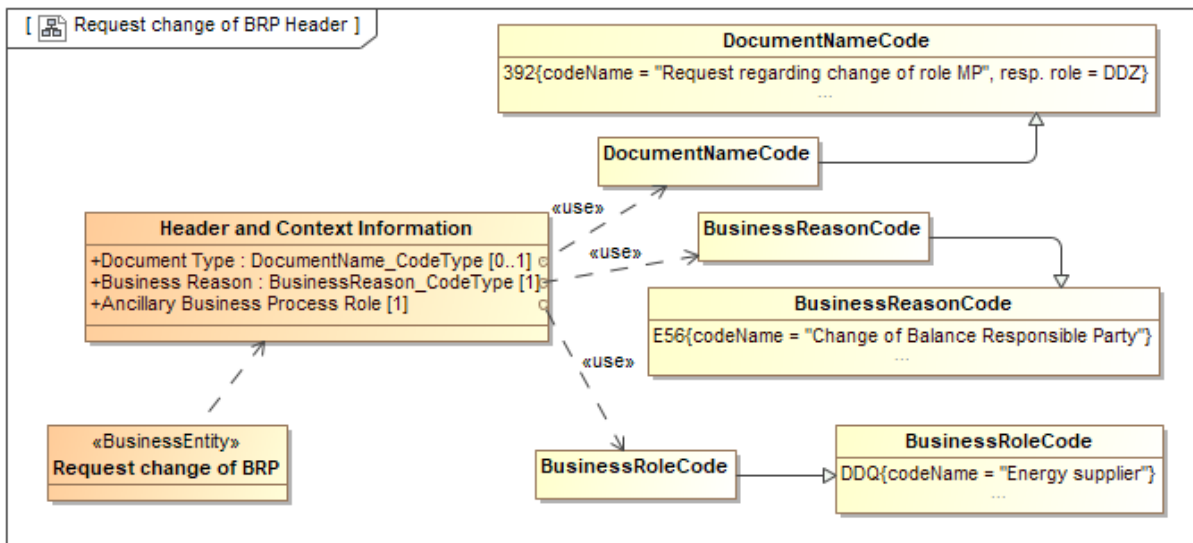 [ Request change of BRP Header ]
DocumentNameCode
392{codeName = "Request regarding change of role MP", resp. role = DDZ}
...
DocumentNameCode
«use»
Header and Context Information
+Document Type : DocumentName_CodeType [0..1]
+Business Reason : BusinessReason_CodeType [1]
+Ancillary Business Process Role [1]
«use»
BusinessReasonCode
BusinessReasonCode
E56{codeName = "Change of Balance Responsible Party"}
...
«use»
«BusinessEntity»
Request change of BRP
BusinessRoleCode
BusinessRoleCode
DDQ{codeName = "Energy supplier"}
...